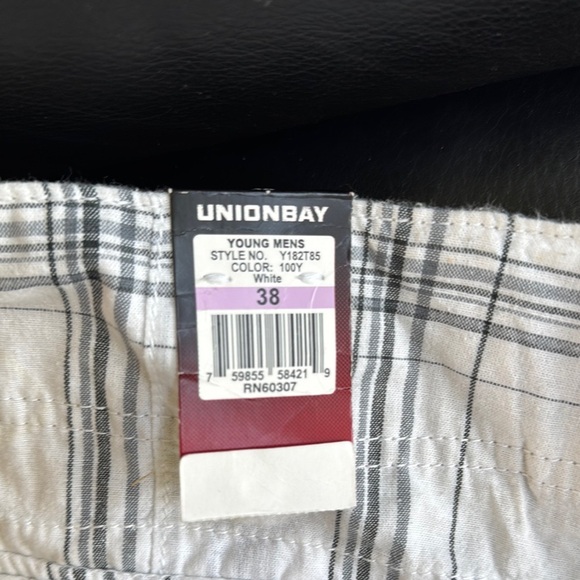 UNIONBAY
YOUNG MENS
STYLE NO. Y182T85
COLOR: 100Y
White
38
7 59855 58421 9
RN60307